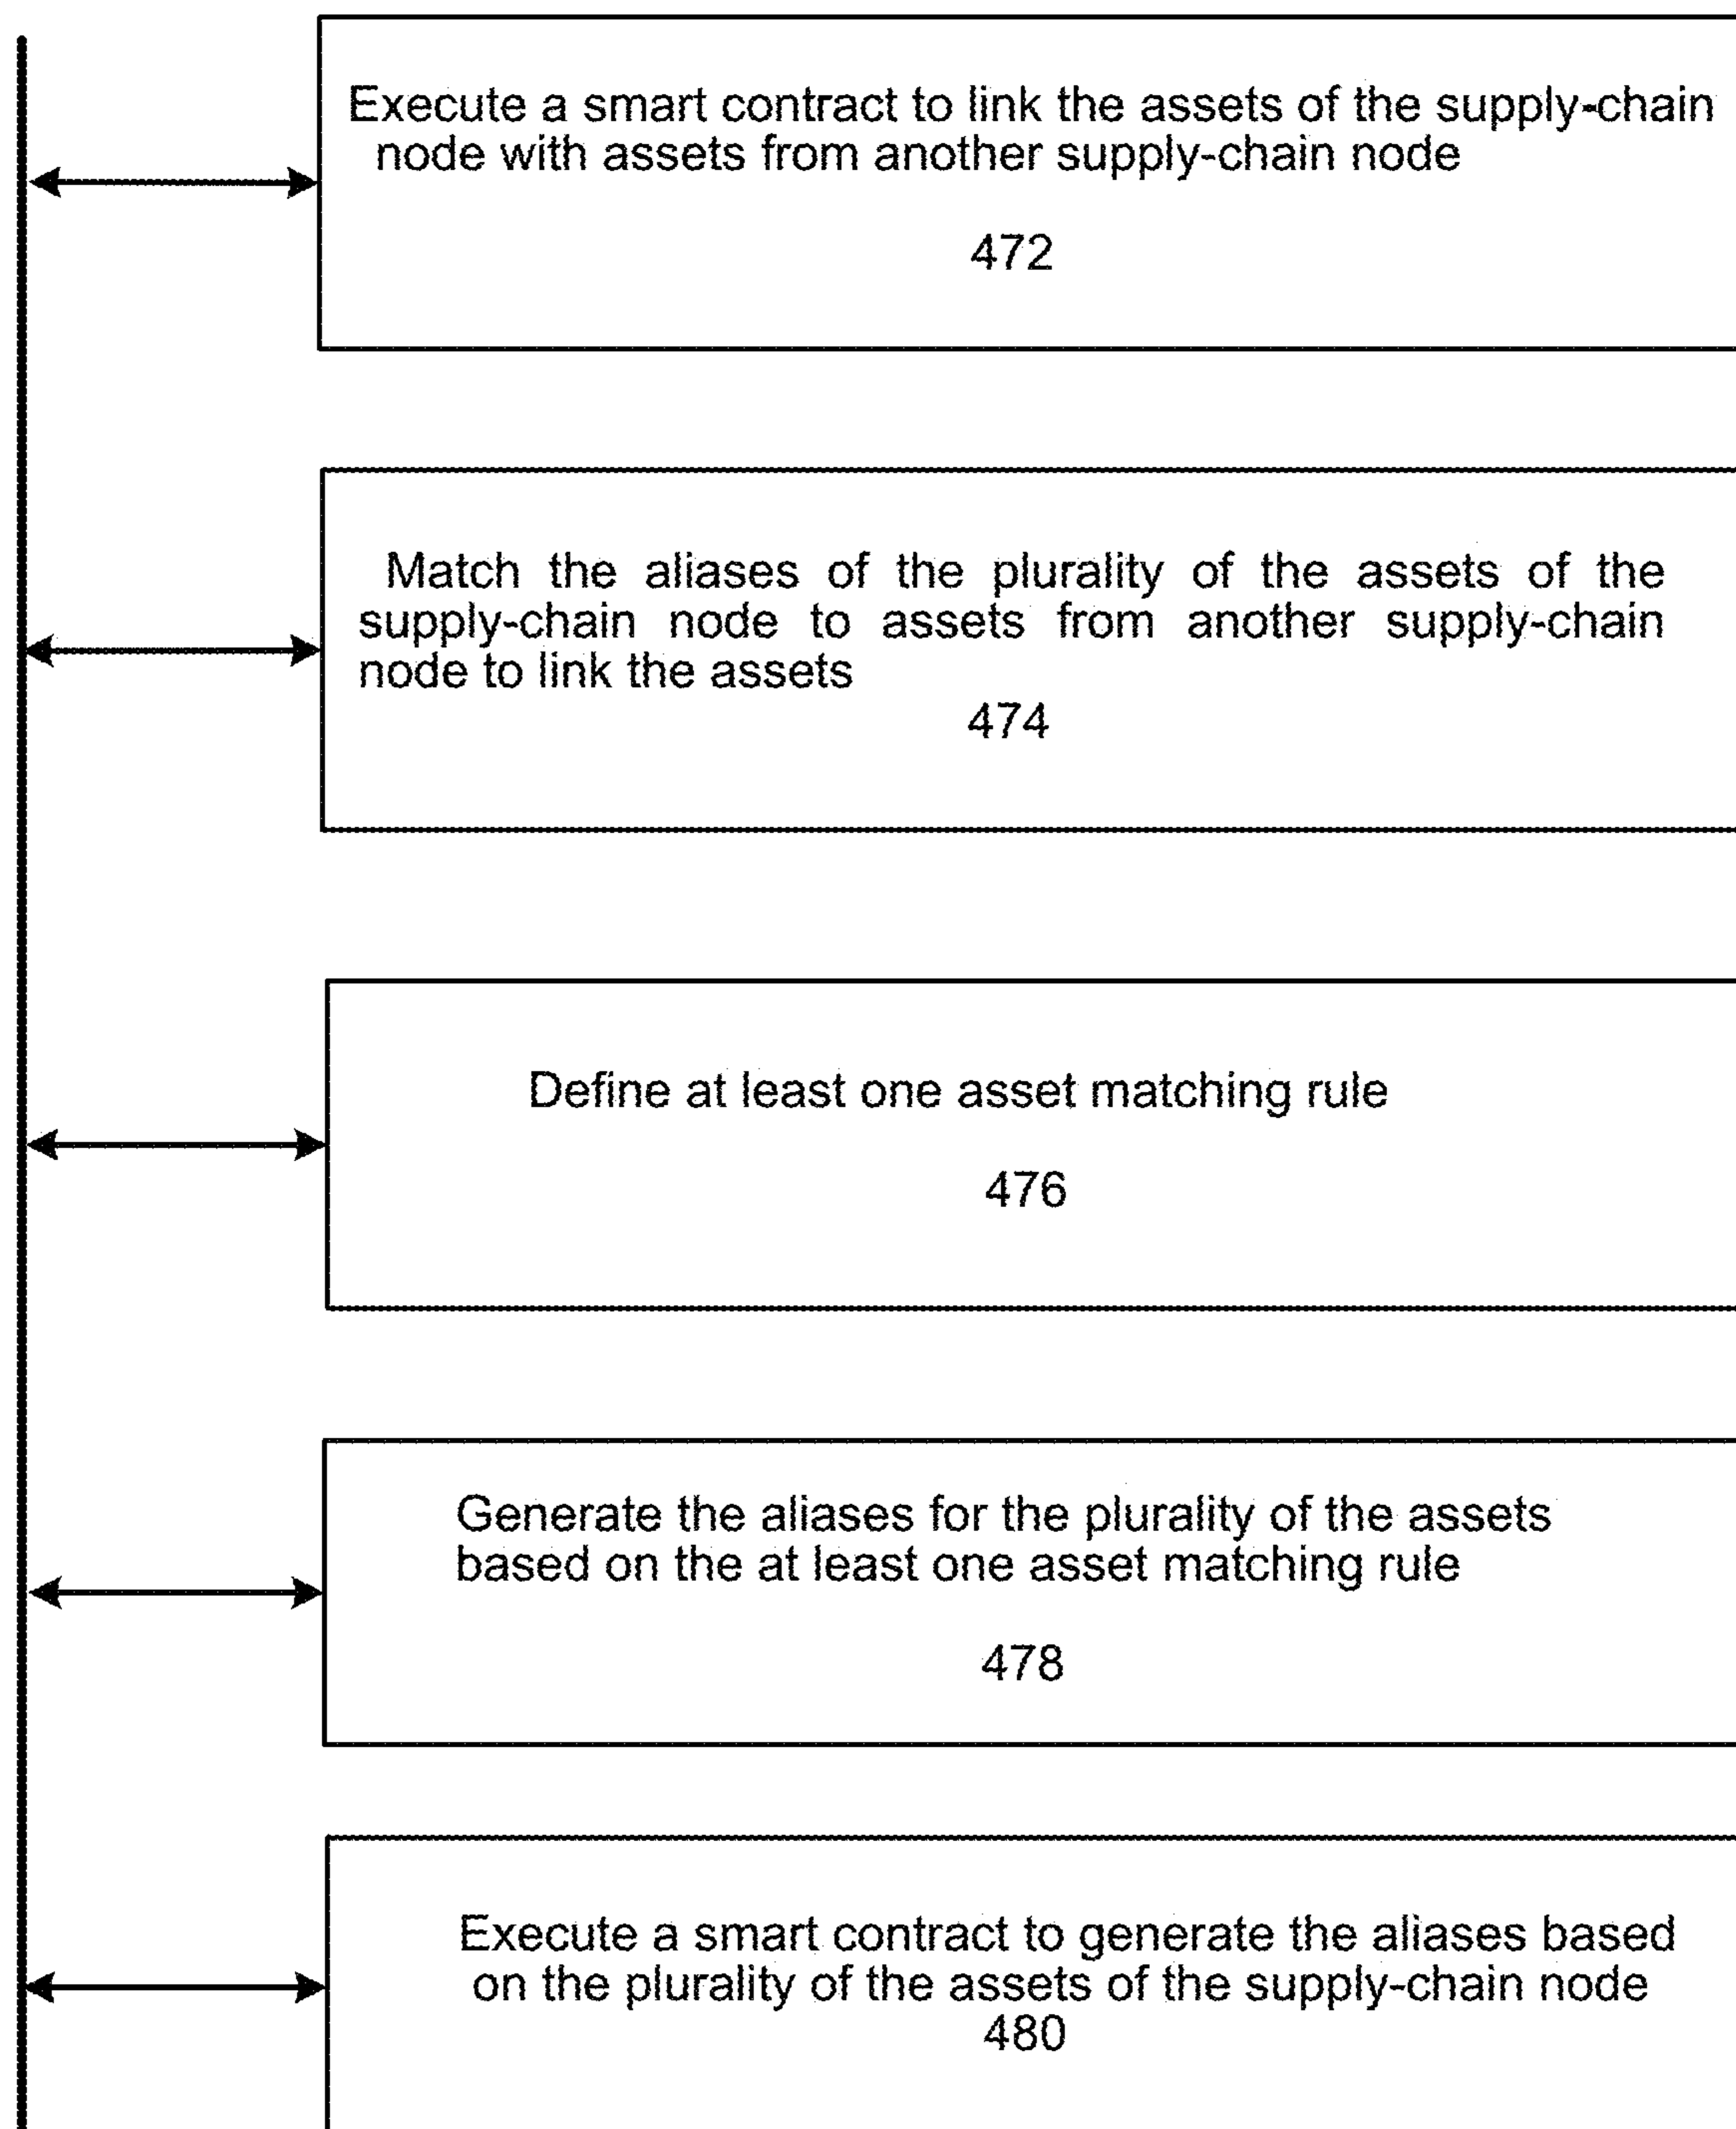 Execute a smart contract to link the assets of the supply-chain
node with assets from another supply-chain node
472
Match the aliases of the plurality of the assets of the
supply-chain node to assets from another supply-chain
node to link the assets
474
Define at least one asset matching rule
476
Generate the aliases for the plurality of the assets
based on the at least one asset matching rule
478
Execute a smart contract to generate the aliases based
on the plurality of the assets of the supply-chain node
480